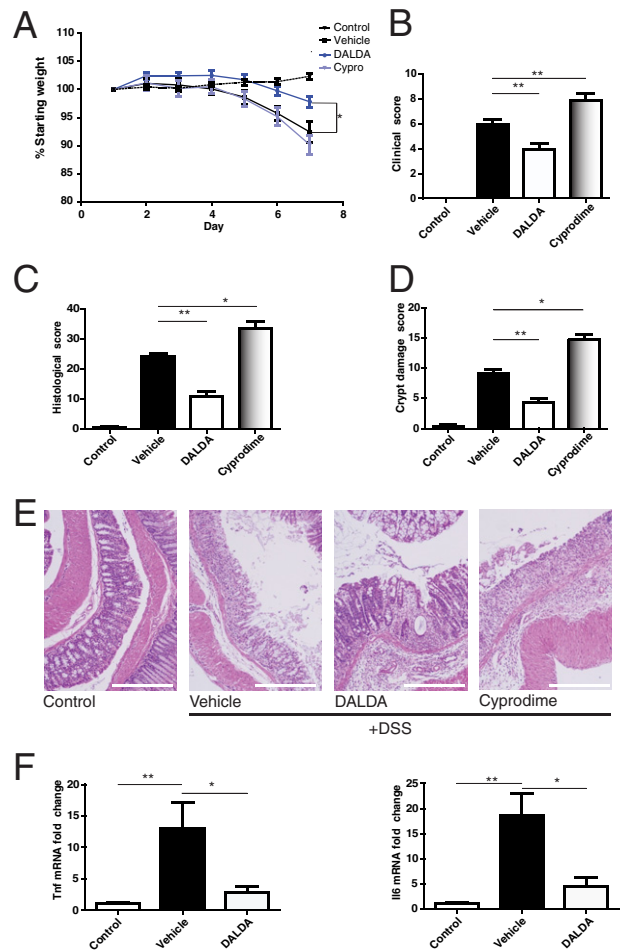 A
110
105
100
95
90
85
80
% Starting weight
0
2
4
6
8
Day
Control
Vehicle
DALDA
Cypro
*
B
10
8
6
4
2
0
Clinical score
**
**
Control
Vehicle
DALDA
Cyprodime
C
40
30
20
10
0
Histological score
*
**
Control
Vehicle
DALDA
Cyprodime
D
20
15
10
5
0
Crypt damage score
*
**
Control
Vehicle
DALDA
Cyprodime
E
Control
Vehicle
DALDA
Cyprodime
+DSS
F
20
15
10
5
0
Tnf mRNA fold change
**
*
Control
Vehicle
DALDA
25
20
15
10
5
0
Il6 mRNA fold change
**
*
Control
Vehicle
DALDA